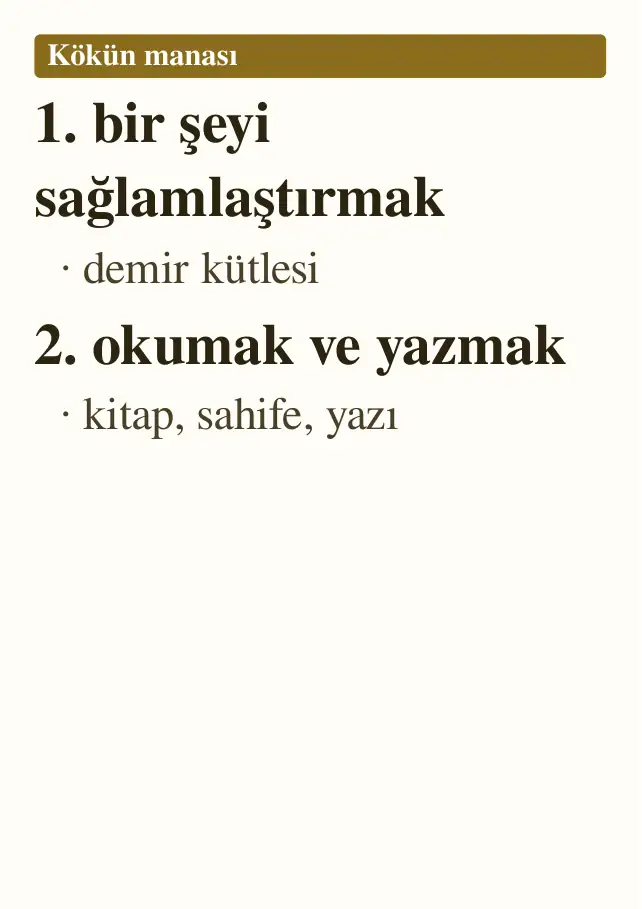 Kökün manası
1. bir şeyi
sağlamlaştırmak
· demir kütlesi
2. okumak ve yazmak
· kitap, sahife, yazı